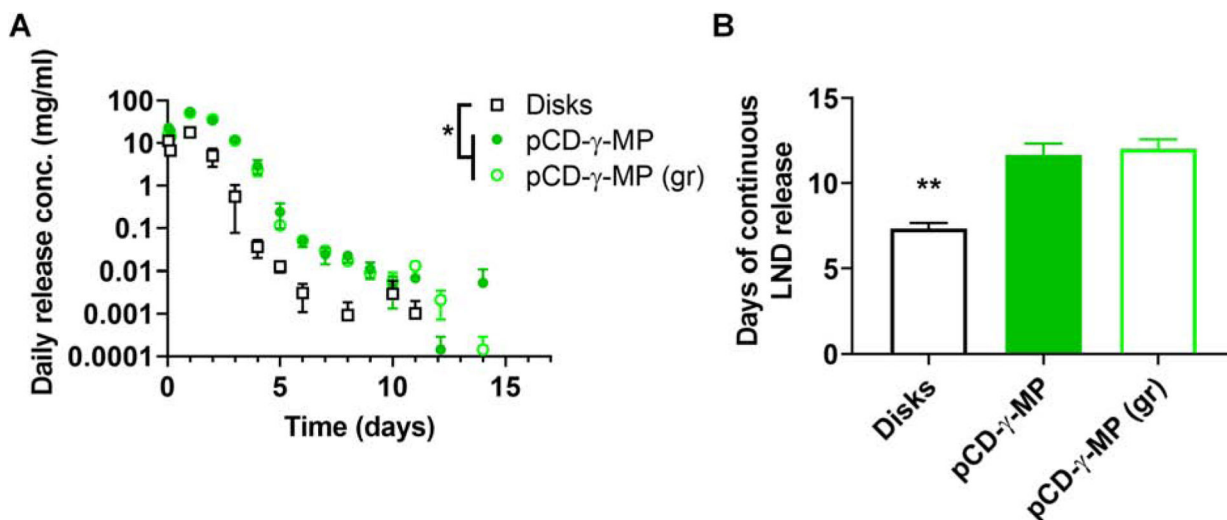 A
Daily release conc. (mg/ml)
100
10
1
0.1
0.01
0.001
0.0001
0
5
10
15
Time (days)
*
Disks
pCD-γ-MP
pCD-γ-MP (gr)
B
Days of continuous
LND release
15
10
5
0
**
Disks
pCD-γ-MP
pCD-γ-MP (gr)